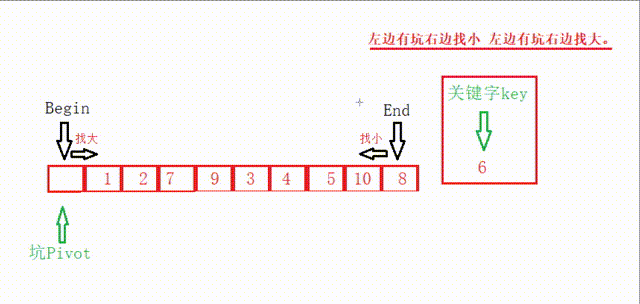 左边有坑右边找小 左边有坑右边找大。
关键字key
6
Begin
End
找大
找小
1 2 7 9 3 4 5 10 8
坑Pivot